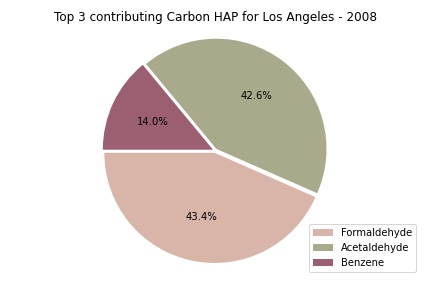 Top 3 contributing Carbon HAP for Los Angeles - 2008
42.6%
14.0%
43.4%
Formaldehyde
Acetaldehyde
Benzene